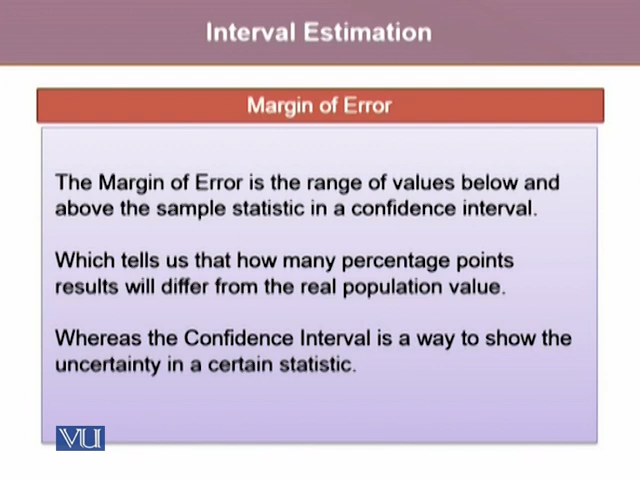 Interval Estimation
Margin of Error
The Margin of Error is the range of values below and
above the sample statistic in a confidence interval.
Which tells us that how many percentage points
results will differ from the real population value.
Whereas the Confidence Interval is a way to show the
uncertainty in a certain statistic.
VU